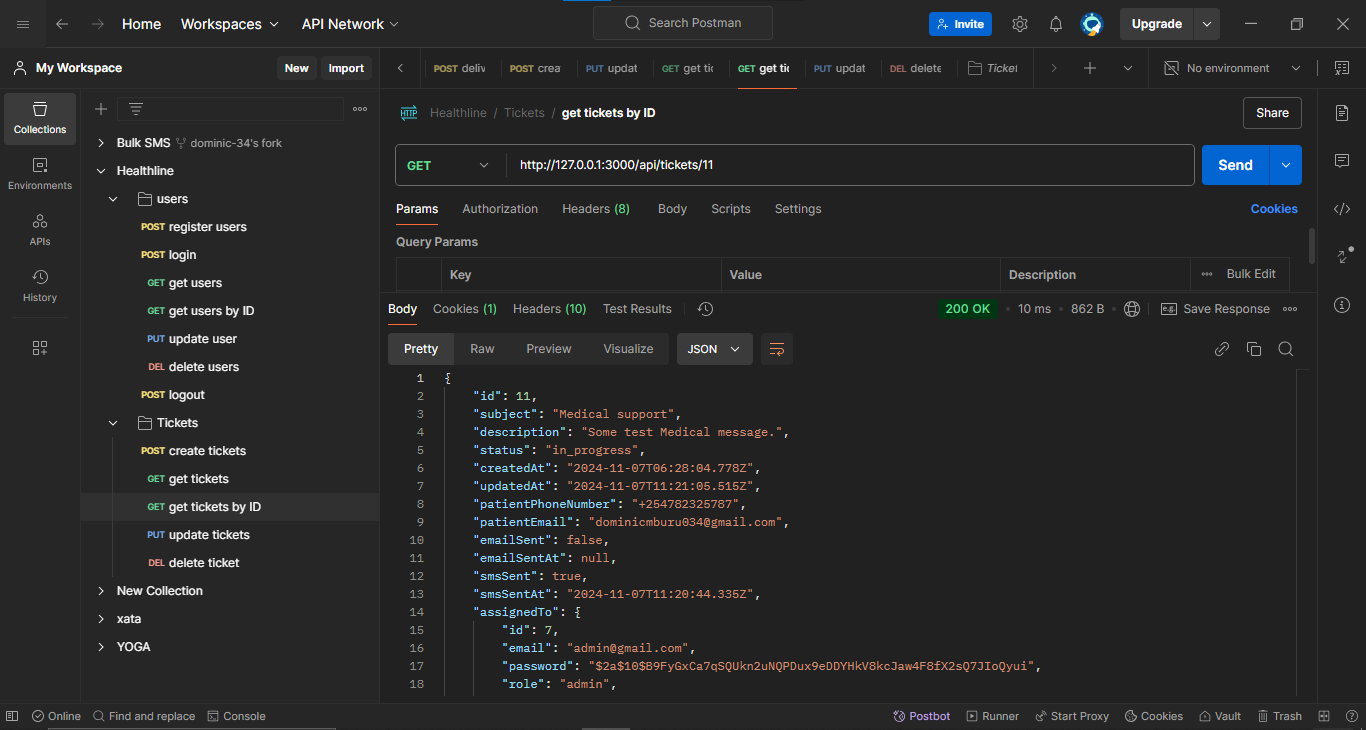 Home Workspaces API Network Search Postman Invite Upgrade
My Workspace New Import POST deliv POST crea PUT updat GET get tic GET get tic PUT updat DEL delete Ticket No environment
Collections
Environments
APIs
History
Bulk SMS dominic-34's fork
Healthline
users
POST register users
POST login
GET get users
GET get users by ID
PUT update user
DEL delete users
POST logout
Tickets
POST create tickets
GET get tickets
GET get tickets by ID
PUT update tickets
DEL delete ticket
New Collection
xata
YOGA
HTTP Healthline / Tickets / get tickets by ID Share
GET http://127.0.0.1:3000/api/tickets/11 Send
Params Authorization Headers (8) Body Scripts Settings Cookies
Query Params
Key Value Description Bulk Edit
Body Cookies (1) Headers (10) Test Results 200 OK 10 ms 862 B e.g. Save Response
Pretty Raw Preview Visualize JSON
1 {
2 "id": 11,
3 "subject": "Medical support",
4 "description": "Some test Medical message.",
5 "status": "in_progress",
6 "createdAt": "2024-11-07T06:28:04.778Z",
7 "updatedAt": "2024-11-07T11:21:05.515Z",
8 "patientPhoneNumber": "+254782325787",
9 "patientEmail": "dominicmburu034@gmail.com",
10 "emailSent": false,
11 "emailSentAt": null,
12 "smsSent": true,
13 "smsSentAt": "2024-11-07T11:20:44.335Z",
14 "assignedTo": {
15 "id": 7,
16 "email": "admin@gmail.com",
17 "password": "$2a$10$B9FyGxCa7qSQUkn2uNQPDux9eDDYHkV8kcJaw4F8fX2sQ7JIoQyui",
18 "role": "admin",
Online Find and replace Console Postbot Runner Start Proxy Cookies Vault Trash